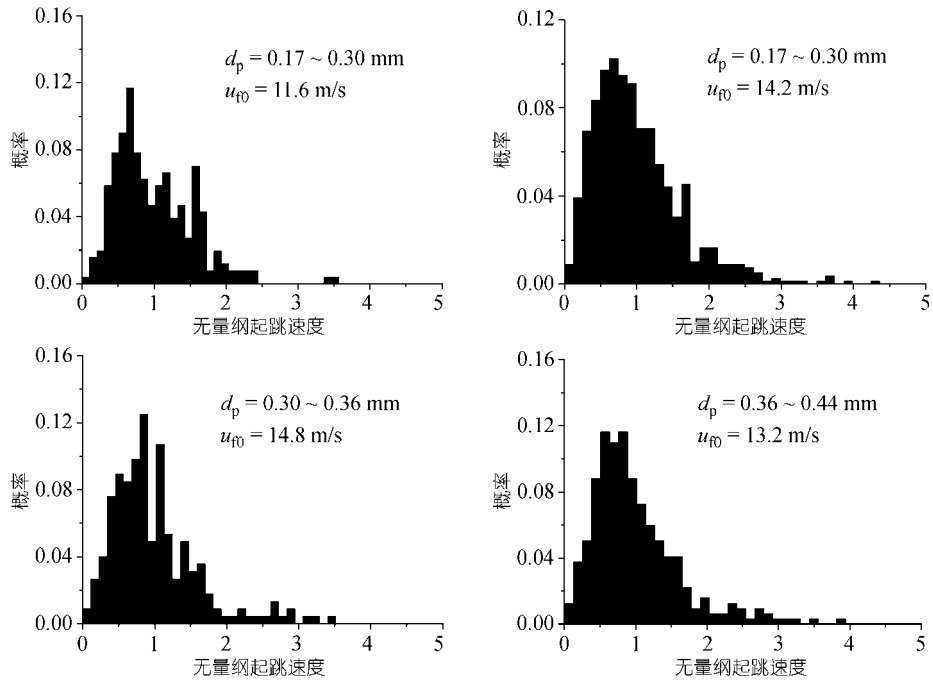 0.16
0.12
0.08
0.04
0.00
概率
d_p = 0.17 ~ 0.30 mm
u_f0 = 11.6 m/s
0 1 2 3 4 5
无量纲起跳速度
0.12
0.08
0.04
0.00
概率
d_p = 0.17 ~ 0.30 mm
u_f0 = 14.2 m/s
0 1 2 3 4 5
无量纲起跳速度
0.16
0.12
0.08
0.04
0.00
概率
d_p = 0.30 ~ 0.36 mm
u_f0 = 14.8 m/s
0 1 2 3 4 5
无量纲起跳速度
0.16
0.12
0.08
0.04
0.00
概率
d_p = 0.36 ~ 0.44 mm
u_f0 = 13.2 m/s
0 1 2 3 4 5
无量纲起跳速度